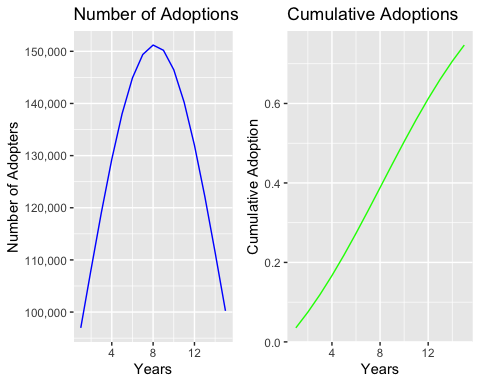 Number of Adoptions
Number of Adopters
150,000
140,000
130,000
120,000
110,000
100,000
4 8 12
Years
Cumulative Adoptions
Cumulative Adoption
0.6
0.4
0.2
0.0
4 8 12
Years